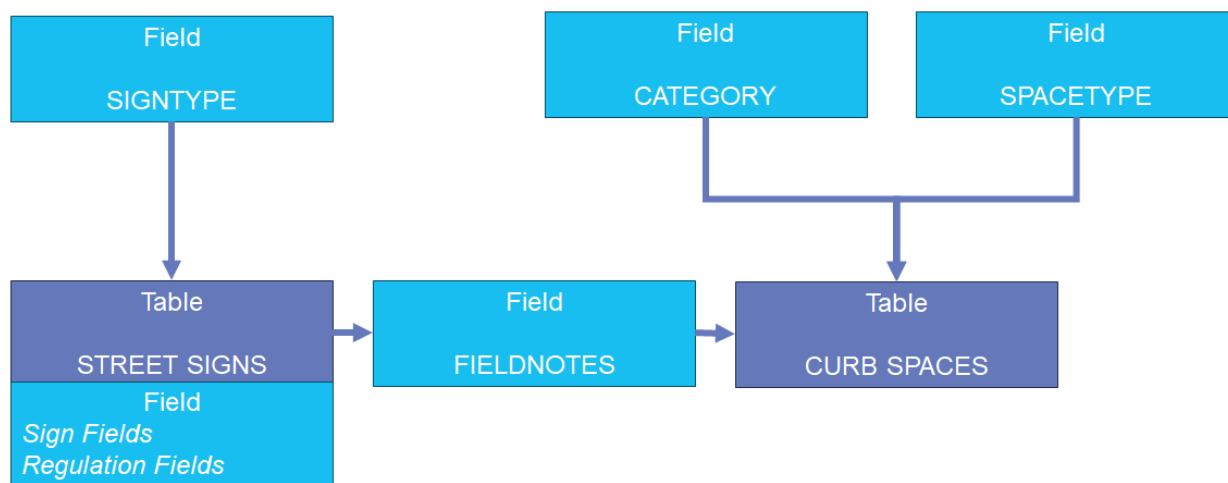 Field
SIGNTYPE
Field
CATEGORY
Field
SPACETYPE
Table
STREET SIGNS
Field
Sign Fields
Regulation Fields
Field
FIELDNOTES
Table
CURB SPACES